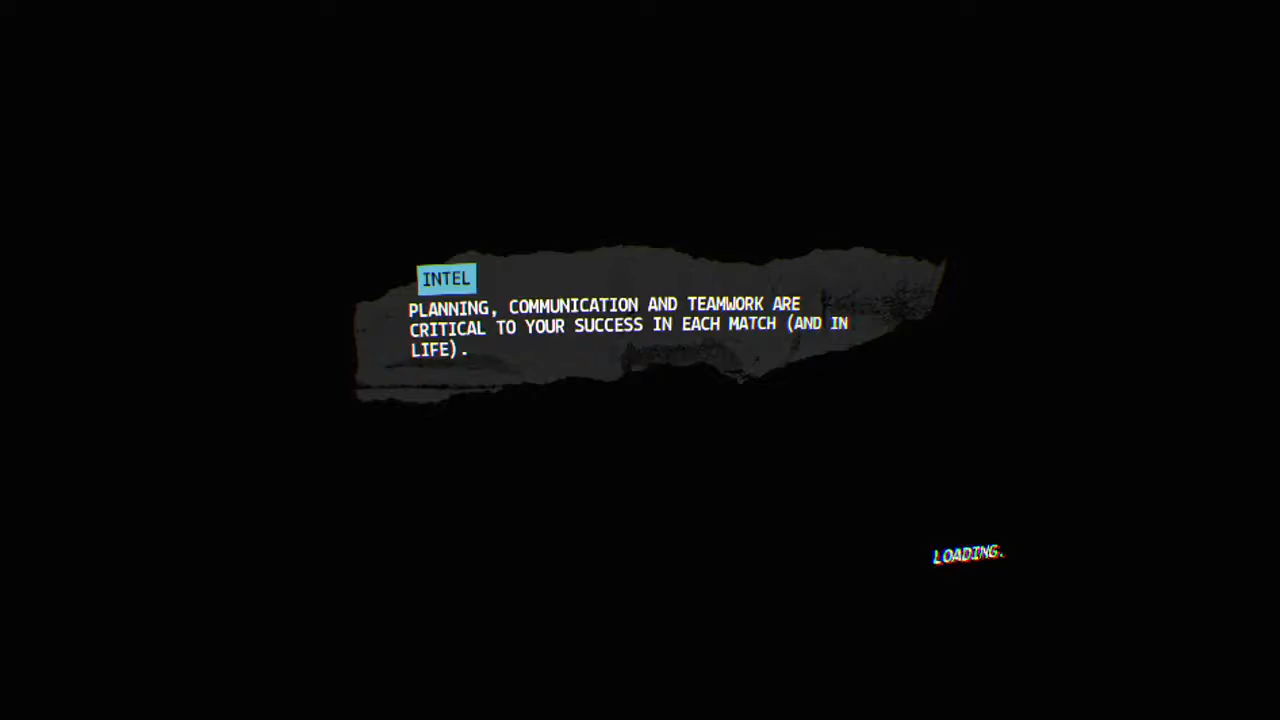 INTEL
PLANNING, COMMUNICATION AND TEAMWORK ARE
CRITICAL TO YOUR SUCCESS IN EACH MATCH (AND IN
LIFE).
LOADING.